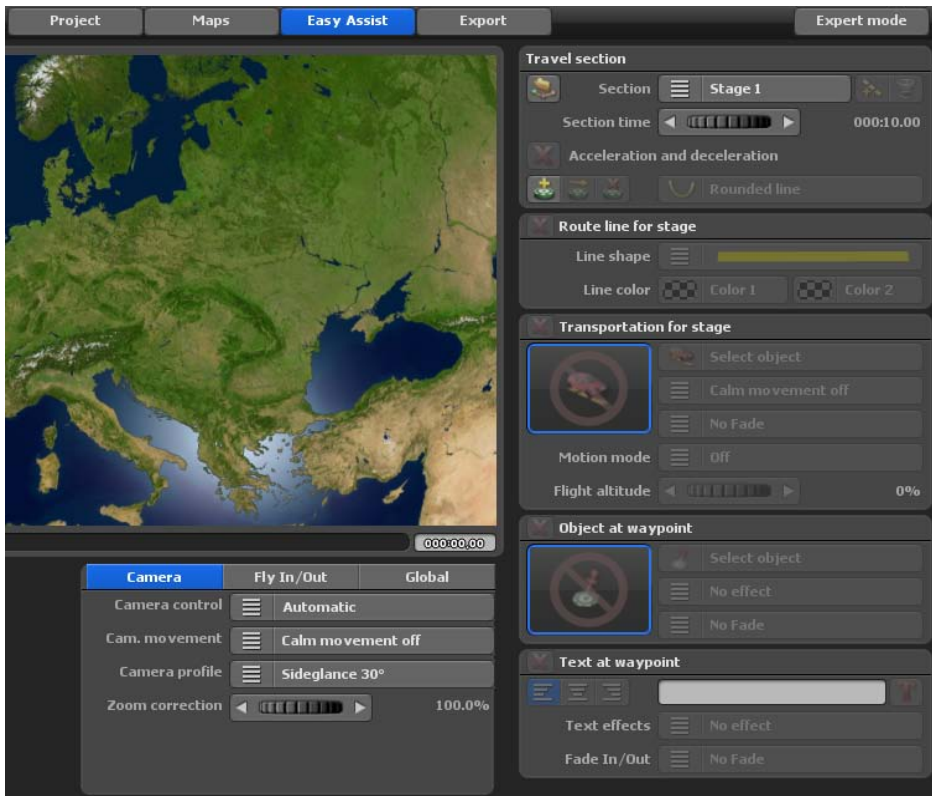 Project Maps Easy Assist Export Expert mode
Travel section
Section Stage 1
Section time 000:10.00
Acceleration and deceleration
Rounded line
Route line for stage
Line shape
Line color Color 1 Color 2
Transportation for stage
Select object
Calm movement off
No Fade
Motion mode Off
Flight altitude 0%
Object at waypoint
Select object
No effect
No Fade
Text at waypoint
Text effects No effect
Fade In/Out No Fade
000:00,00
Camera Fly In/Out Global
Camera control Automatic
Cam. movement Calm movement off
Camera profile Sideglance 30°
Zoom correction 100.0%